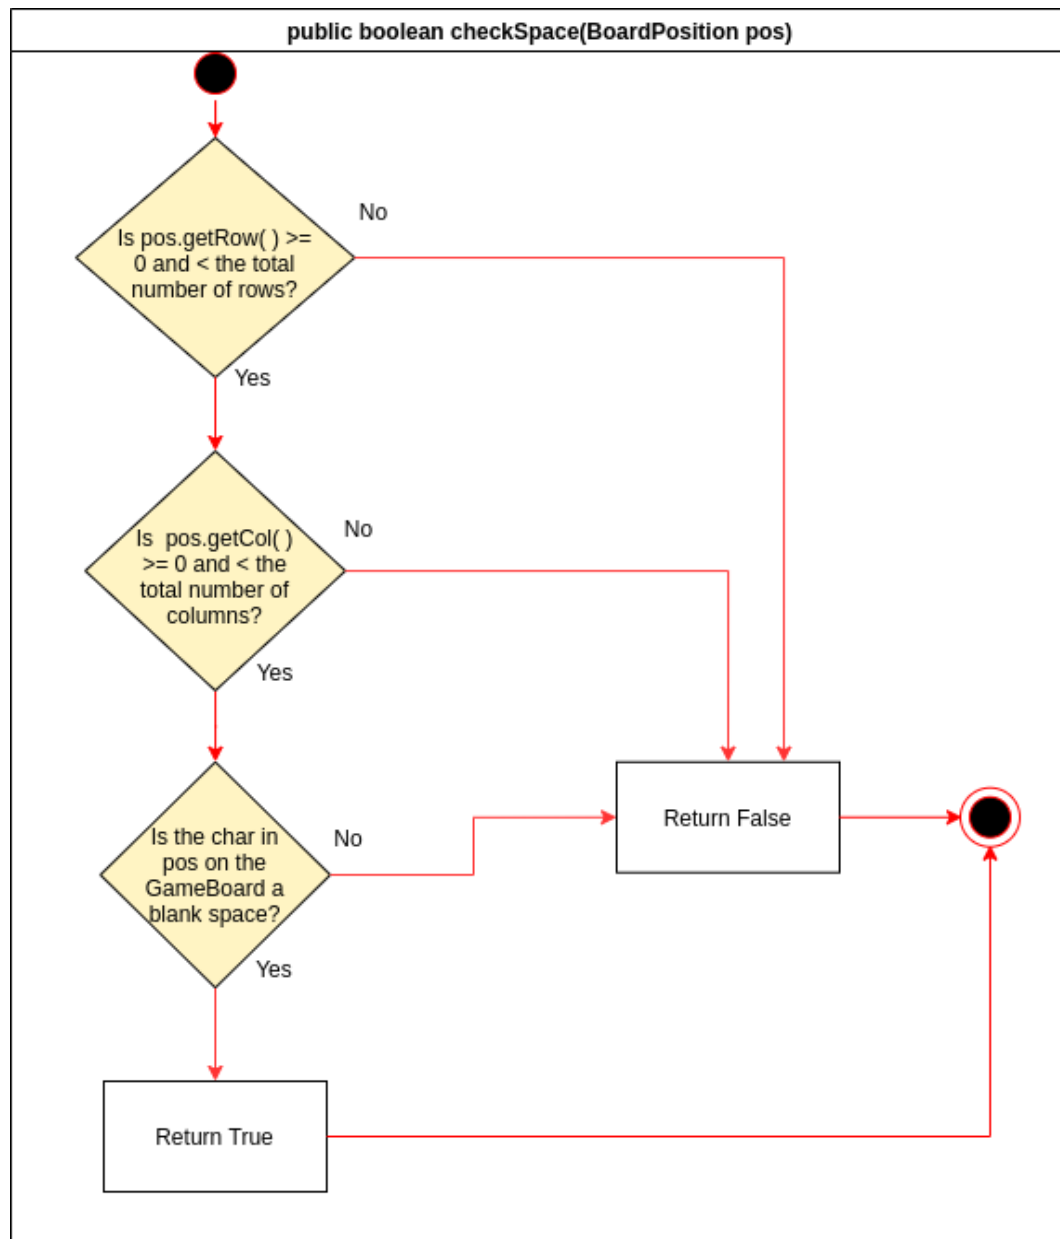 public boolean checkSpace(BoardPosition pos)
No
Is pos.getRow( ) >=
0 and < the total
number of rows?
Yes
No
Is  pos.getCol( )
>= 0 and < the
total number of
columns?
Yes
No
Is the char in
pos on the
GameBoard a
blank space?
Return False
Yes
Return True